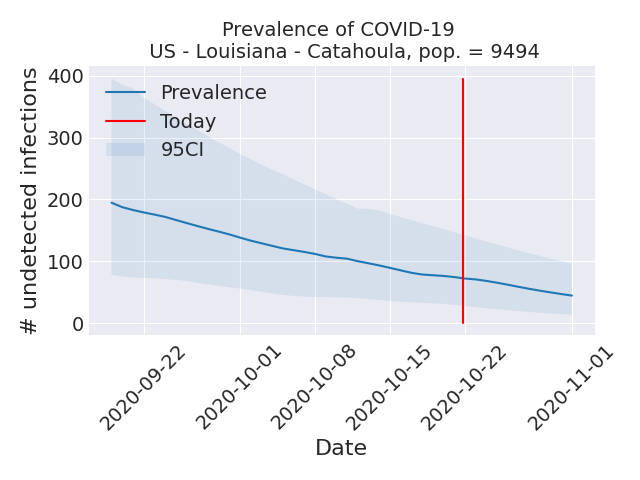 Prevalence of COVID-19
US - Louisiana - Catahoula, pop. = 9494
# undetected infections
400
300
200
100
0
Prevalence
Today
95CI
2020-09-22
2020-10-01
2020-10-08
2020-10-15
2020-10-22
2020-11-01
Date